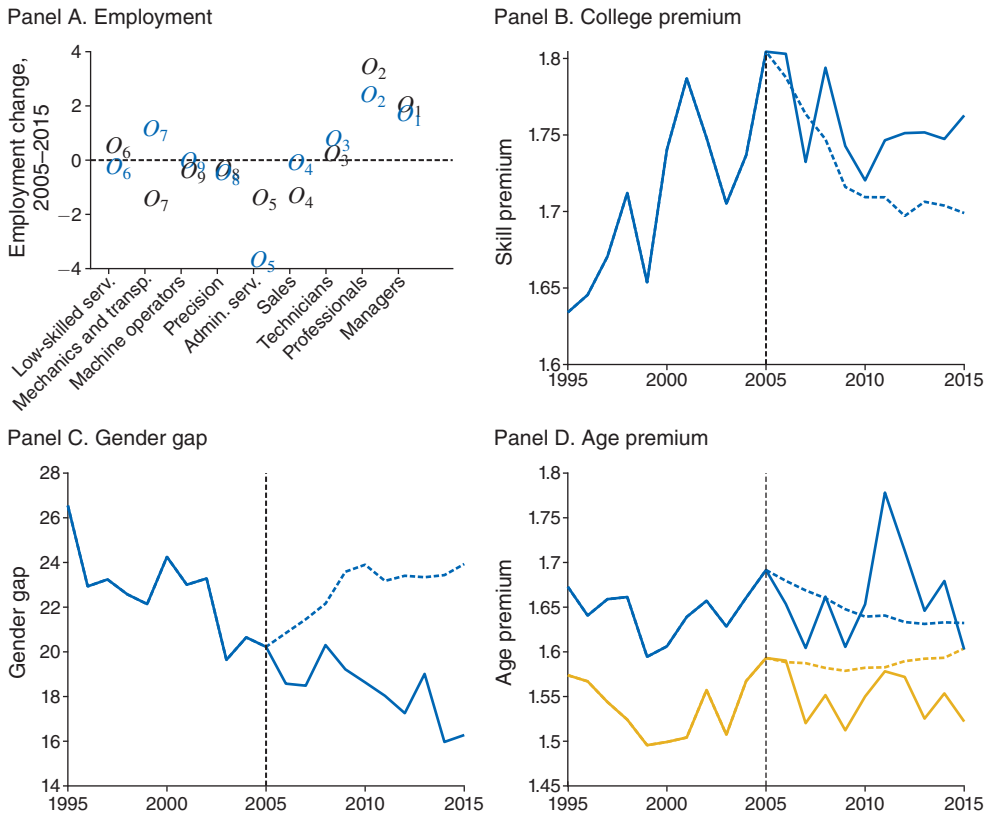 Panel A. Employment
Employment change,
2005–2015
4
2
0
−2
−4
O6
O6
O7
O7
O9
O9
O8
O8
O5
O5
O4
O4
O3
O3
O2
O2
O1
O1
Low-skilled serv.
Mechanics and transp.
Machine operators
Precision
Admin. serv.
Sales
Technicians
Professionals
Managers
Panel B. College premium
Skill premium
1.8
1.75
1.7
1.65
1.6
1995 2000 2005 2010 2015
Panel C. Gender gap
Gender gap
28
26
24
22
20
18
16
14
1995 2000 2005 2010 2015
Panel D. Age premium
Age premium
1.8
1.75
1.7
1.65
1.6
1.55
1.5
1.45
1995 2000 2005 2010 2015